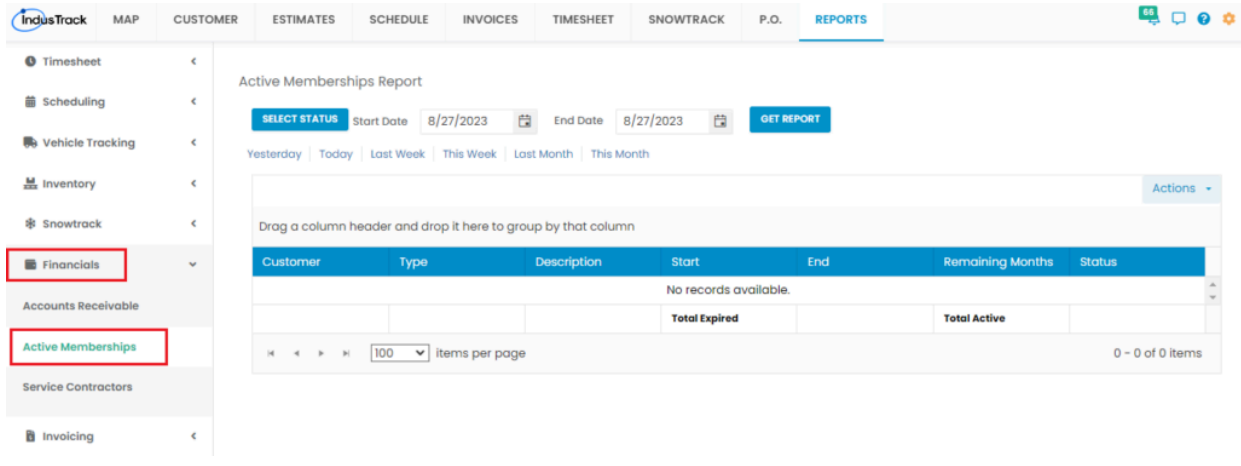 IndusTrack MAP CUSTOMER ESTIMATES SCHEDULE INVOICES TIMESHEET SNOWTRACK P.O. REPORTS 66
Timesheet
Scheduling
Vehicle Tracking
Inventory
Snowtrack
Financials
Accounts Receivable
Active Memberships
Service Contractors
Invoicing
Active Memberships Report
SELECT STATUS Start Date 8/27/2023 End Date 8/27/2023 GET REPORT
Yesterday Today Last Week This Week Last Month This Month
Actions
Drag a column header and drop it here to group by that column
Customer Type Description Start End Remaining Months Status
No records available.
Total Expired Total Active
100 items per page 0 - 0 of 0 items